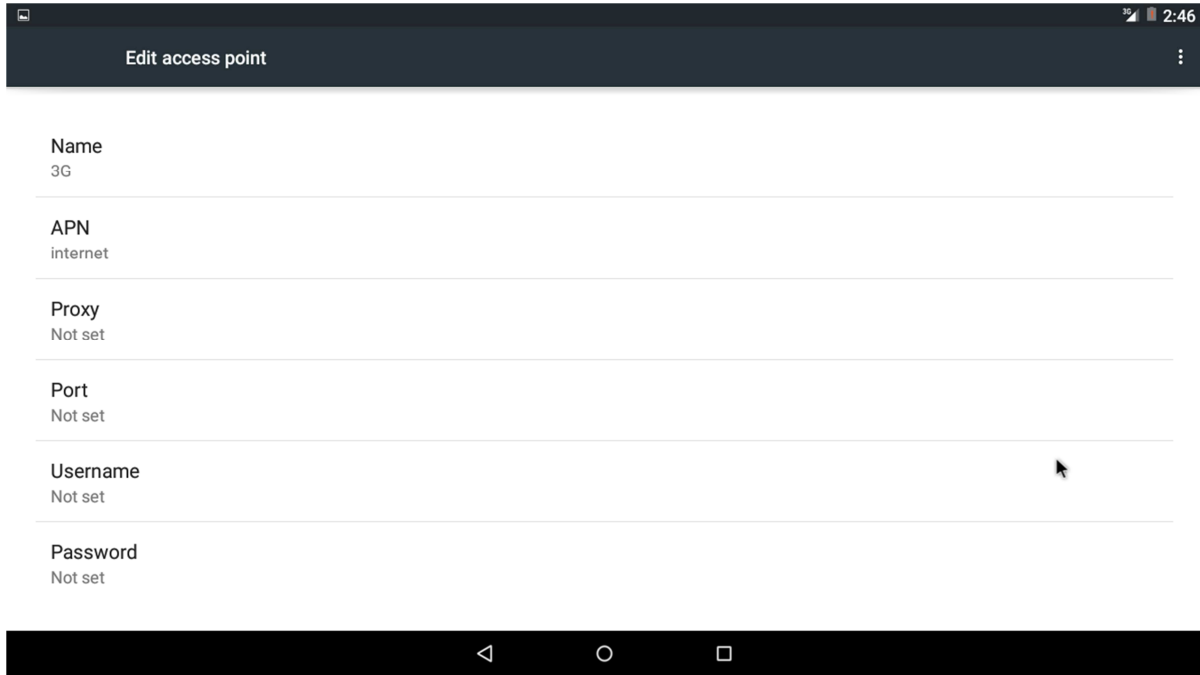 3G 2:46
Edit access point
Name
3G
APN
internet
Proxy
Not set
Port
Not set
Username
Not set
Password
Not set